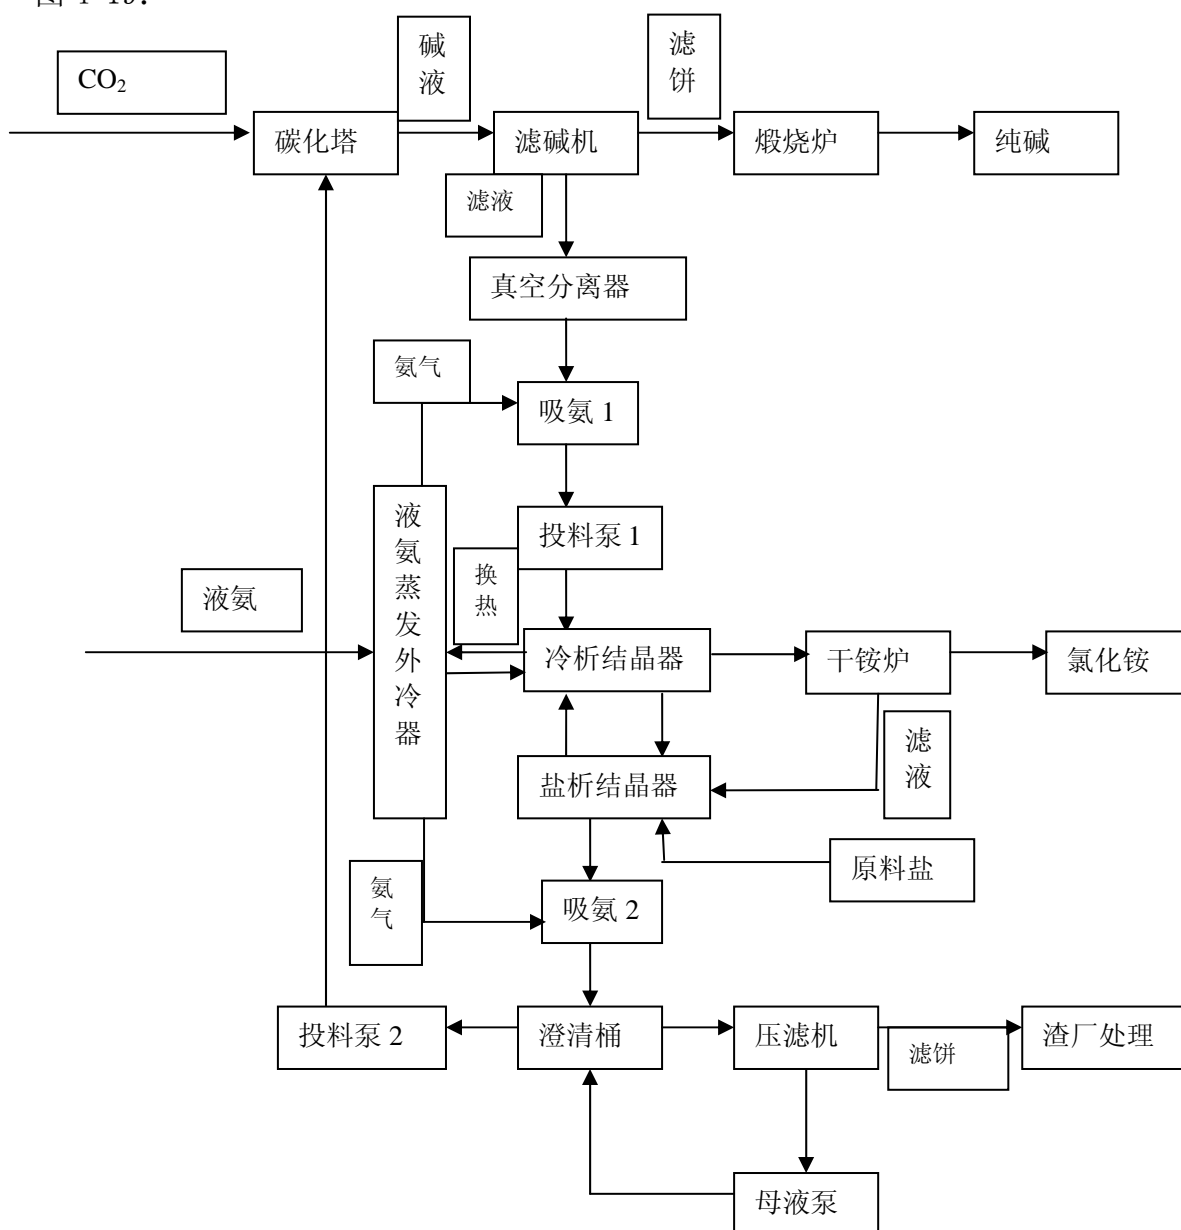 碱
液
滤
饼
CO₂
碳化塔
滤碱机
煅烧炉
纯碱
滤液
真空分离器
氨气
吸氨 1
液
氨
蒸
发
外
冷
器
投料泵 1
换
热
液氨
冷析结晶器
干铵炉
氯化铵
滤
液
盐析结晶器
原料盐
氨
气
吸氨 2
投料泵 2
澄清桶
压滤机
滤饼
渣厂处理
母液泵